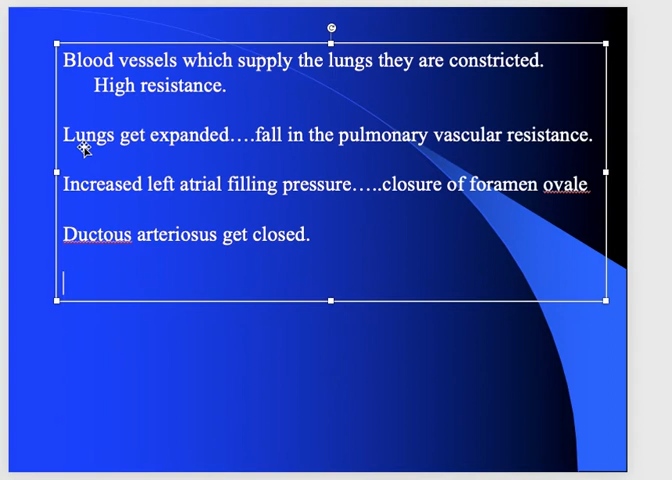 Blood vessels which supply the lungs they are constricted.
High resistance.
Lungs get expanded....fall in the pulmonary vascular resistance.
Increased left atrial filling pressure.....closure of foramen ovale
Ductous arteriosus get closed.